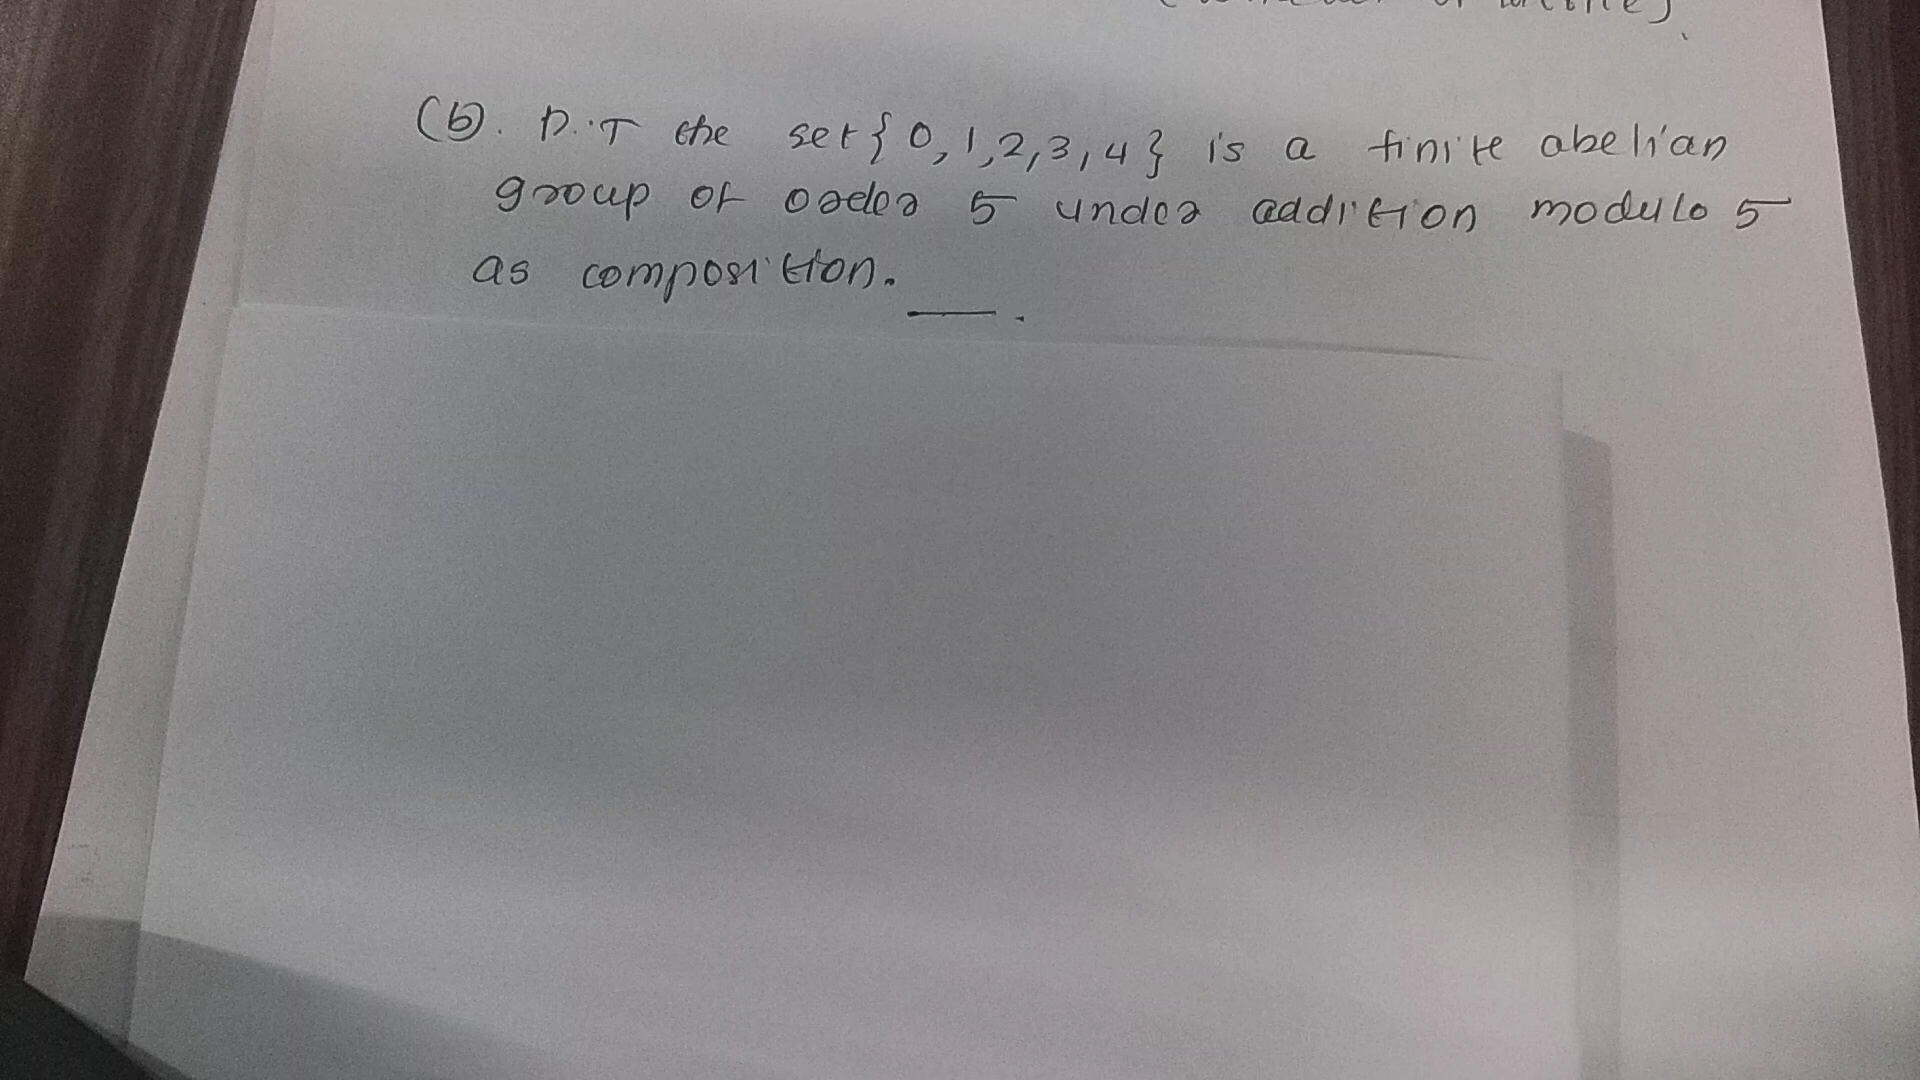 (b). P.T the set {0,1,2,3,4} is a finite abelian
group of order 5 under addition modulo 5
as composition.